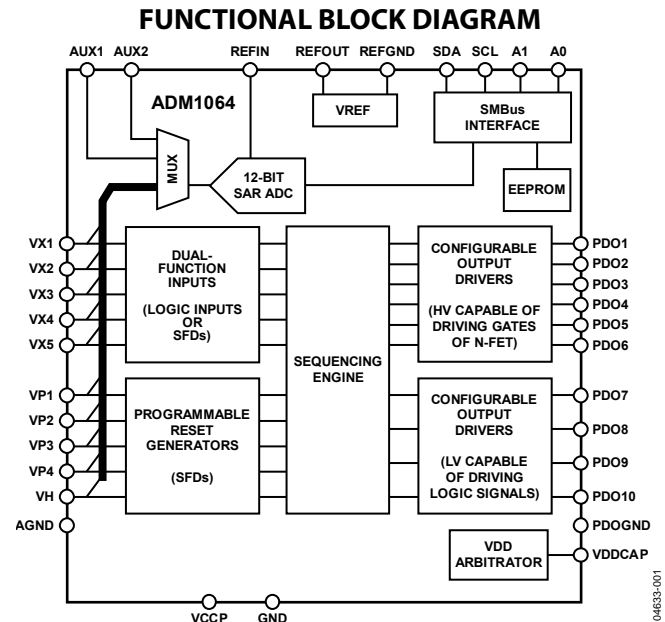 FUNCTIONAL BLOCK DIAGRAM
AUX1 AUX2 REFIN REFOUT REFGND SDA SCL A1 A0
ADM1064
VREF
SMBus
INTERFACE
MUX
12-BIT
SAR ADC
EEPROM
VX1
VX2
VX3
VX4
VX5
DUAL-
FUNCTION
INPUTS
(LOGIC INPUTS
OR
SFDs)
SEQUENCING
ENGINE
CONFIGURABLE
OUTPUT
DRIVERS
(HV CAPABLE OF
DRIVING GATES
OF N-FET)
PDO1
PDO2
PDO3
PDO4
PDO5
PDO6
VP1
VP2
VP3
VP4
VH
AGND
PROGRAMMABLE
RESET
GENERATORS
(SFDs)
CONFIGURABLE
OUTPUT
DRIVERS
(LV CAPABLE
OF DRIVING
LOGIC SIGNALS)
PDO7
PDO8
PDO9
PDO10
PDOGND
VDD
ARBITRATOR
VDDCAP
VCCP GND
04633-001